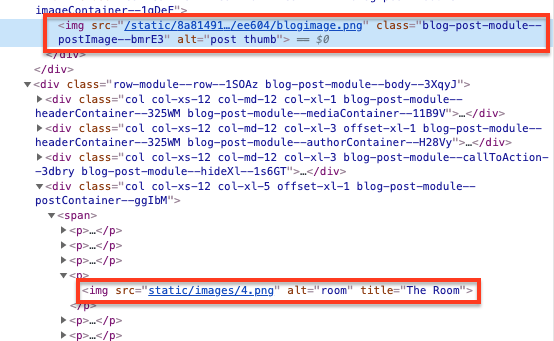 imageContainer--1qDeF">
<img src="/static/8a81491…/ee604/blogimage.png" class="blog-post-module--
postImage--bmrE3" alt="post thumb"> == $0
</div>
</div>
<div class="row-module--row--1SOAz blog-post-module--body--3XqyJ">
<div class="col col-xs-12 col-md-12 col-xl-1 blog-post-module--
headerContainer--325WM blog-post-module--mediaContainer--11B9V">…</div>
<div class="col col-xs-12 col-md-12 col-xl-3 offset-xl-1 blog-post-module--
headerContainer--325WM blog-post-module--authorContainer--H28Vy">…</div>
<div class="col col-xs-12 col-md-12 col-xl-3 blog-post-module--callToAction-
-3dbry blog-post-module--hideXl--1s6GT">…</div>
<div class="col col-xs-12 col-xl-5 offset-xl-1 blog-post-module--
postContainer--ggIbM">
<span>
<p>…</p>
<p>…</p>
<p>…</p>
<p>
<img src="static/images/4.png" alt="room" title="The Room">
</p>
<p>…</p>
<p>…</p>